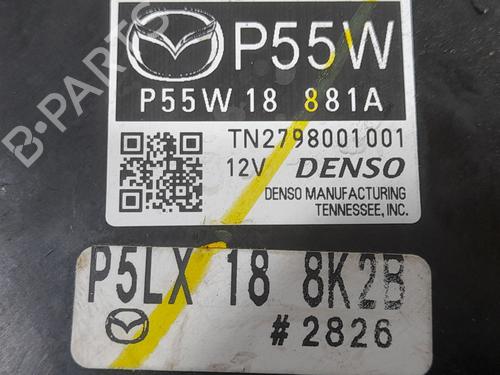 P55W
P55W 18 881A
TN2798001001
12V DENSO
DENSO MANUFACTURING
TENNESSEE, INC.
P5LX 18 8K2B
#2826
B-PARTS